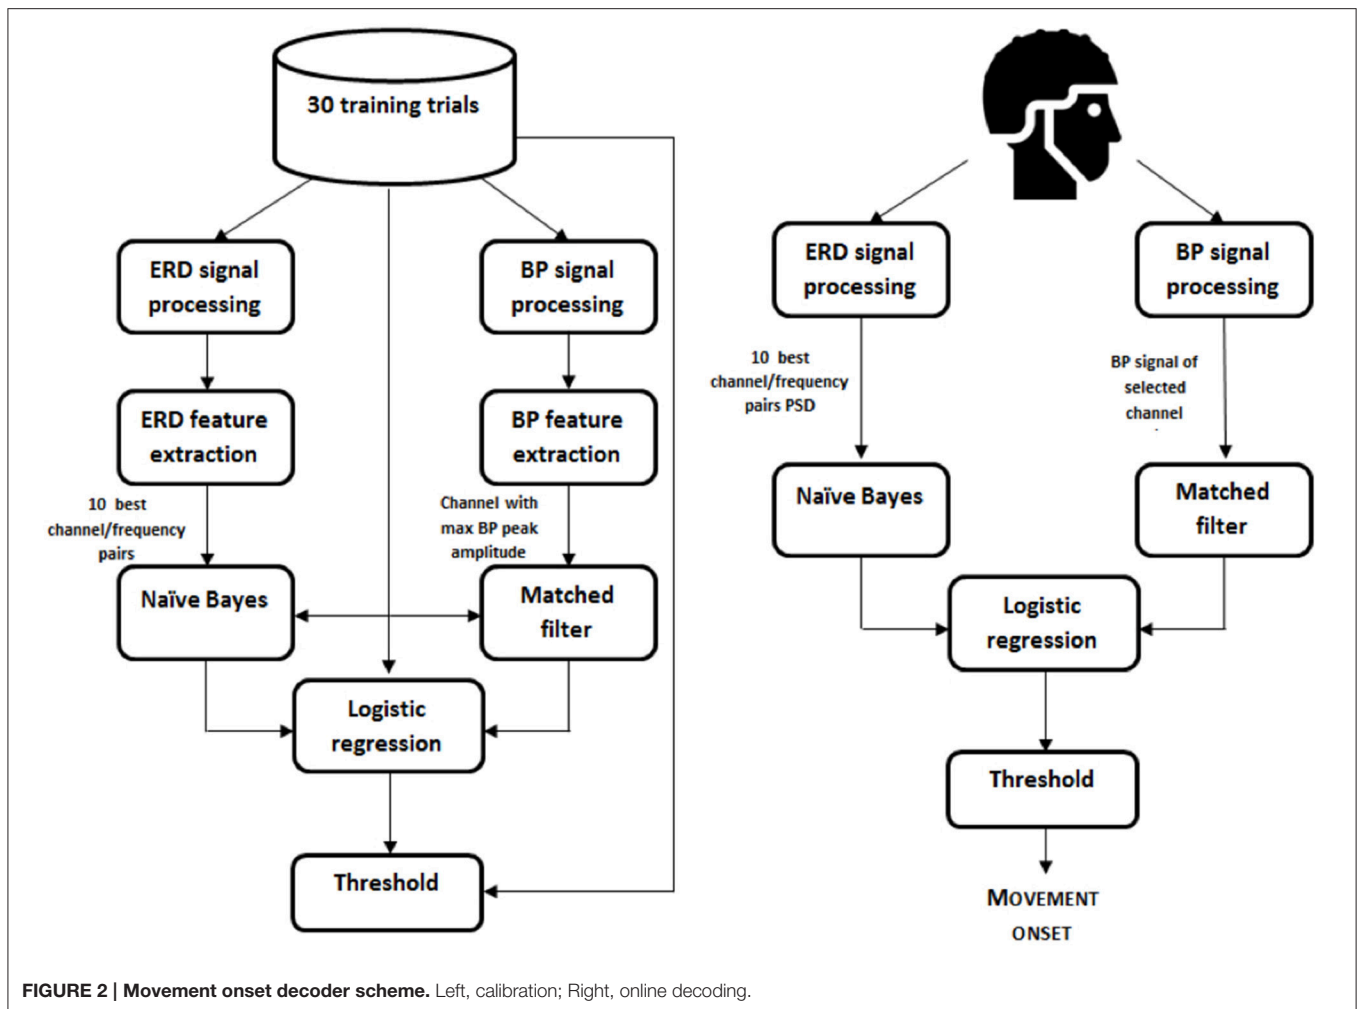 30 training trials
ERD signal
processing
BP signal
processing
ERD feature
extraction
BP feature
extraction
10 best
channel/frequency
pairs
Channel with
max BP peak
amplitude
Naïve Bayes
Matched
filter
Logistic
regression
Threshold
ERD signal
processing
BP signal
processing
10 best
channel/frequency
pairs PSD
BP signal of
selected
channel
Naïve Bayes
Matched
filter
Logistic
regression
Threshold
MOVEMENT
ONSET
FIGURE 2 | Movement onset decoder scheme. Left, calibration; Right, online decoding.